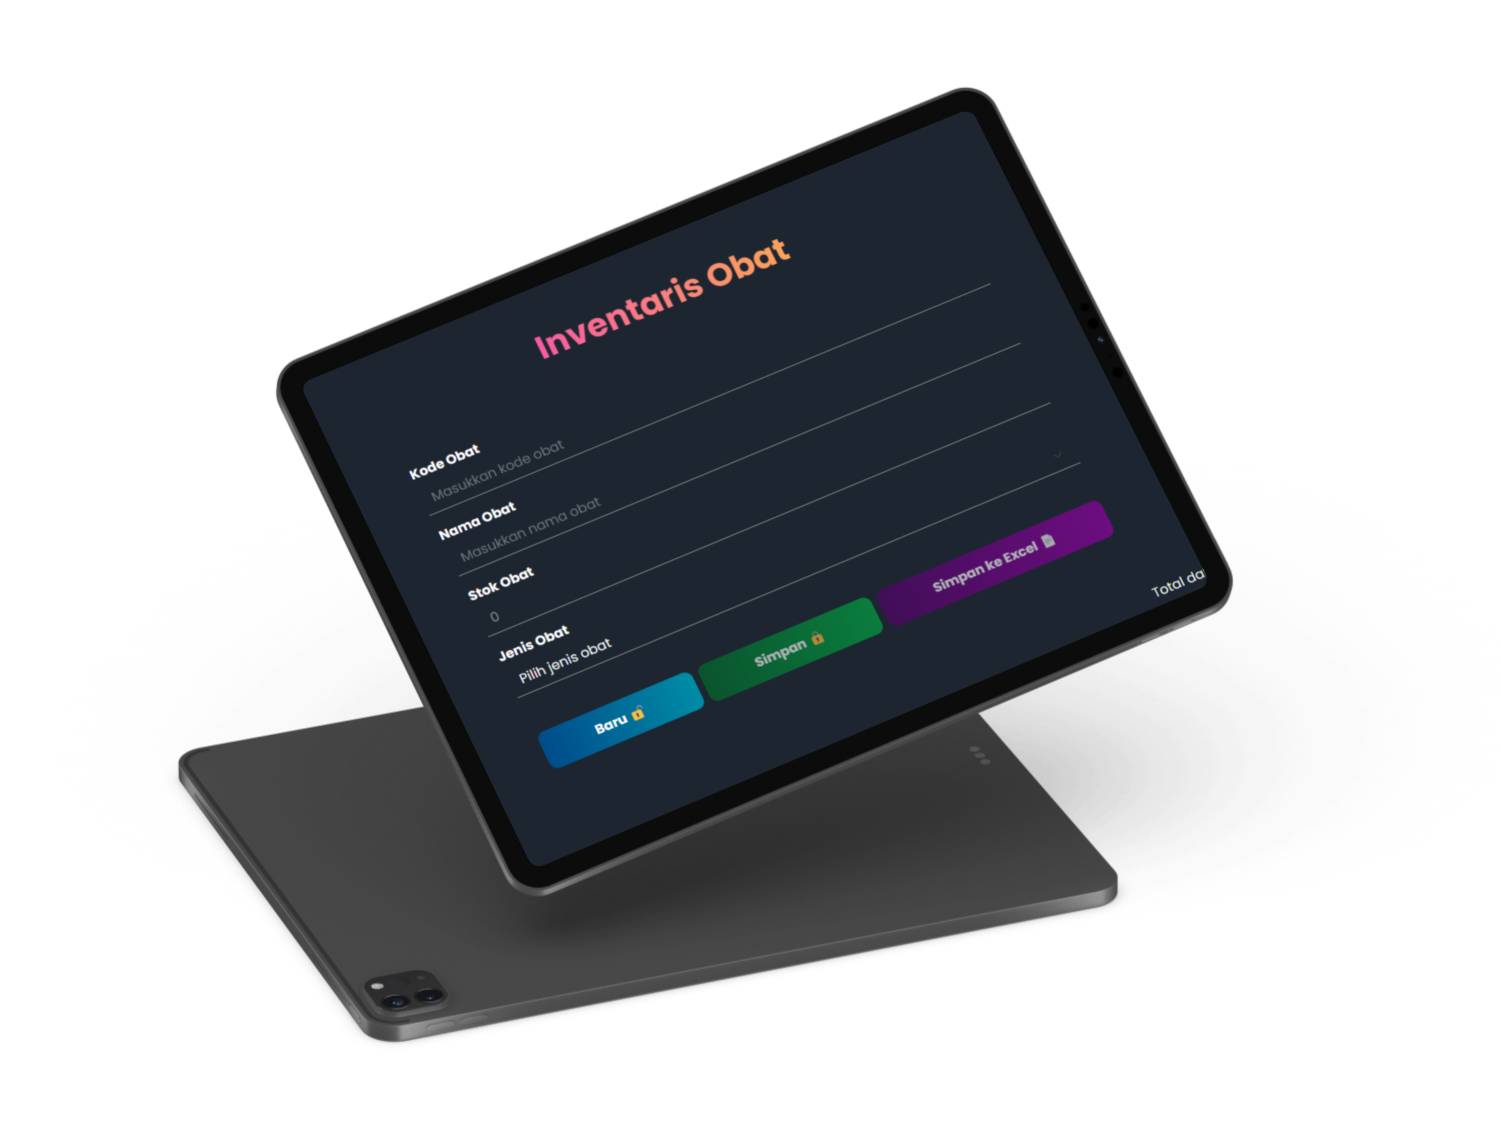 Inventaris Obat
Kode Obat
Masukkan kode obat
Nama Obat
Masukkan nama obat
Stok Obat
0
Jenis Obat
Pilih jenis obat
Baru 🔓
Simpan 🔒
Simpan ke Excel 📄
Total da